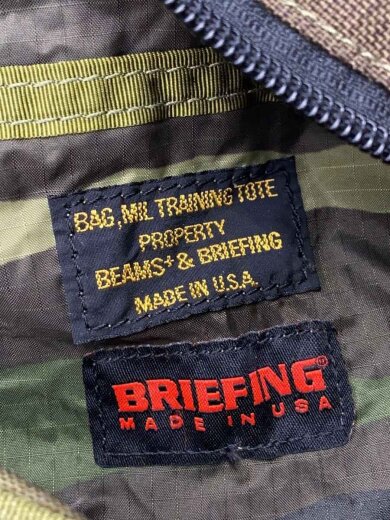 BAG, MIL TRAINING TOTE
PROPERTY
BEAMS+ & BRIEFING
MADE IN U.S.A.
BRIEFING®
MADE IN USA